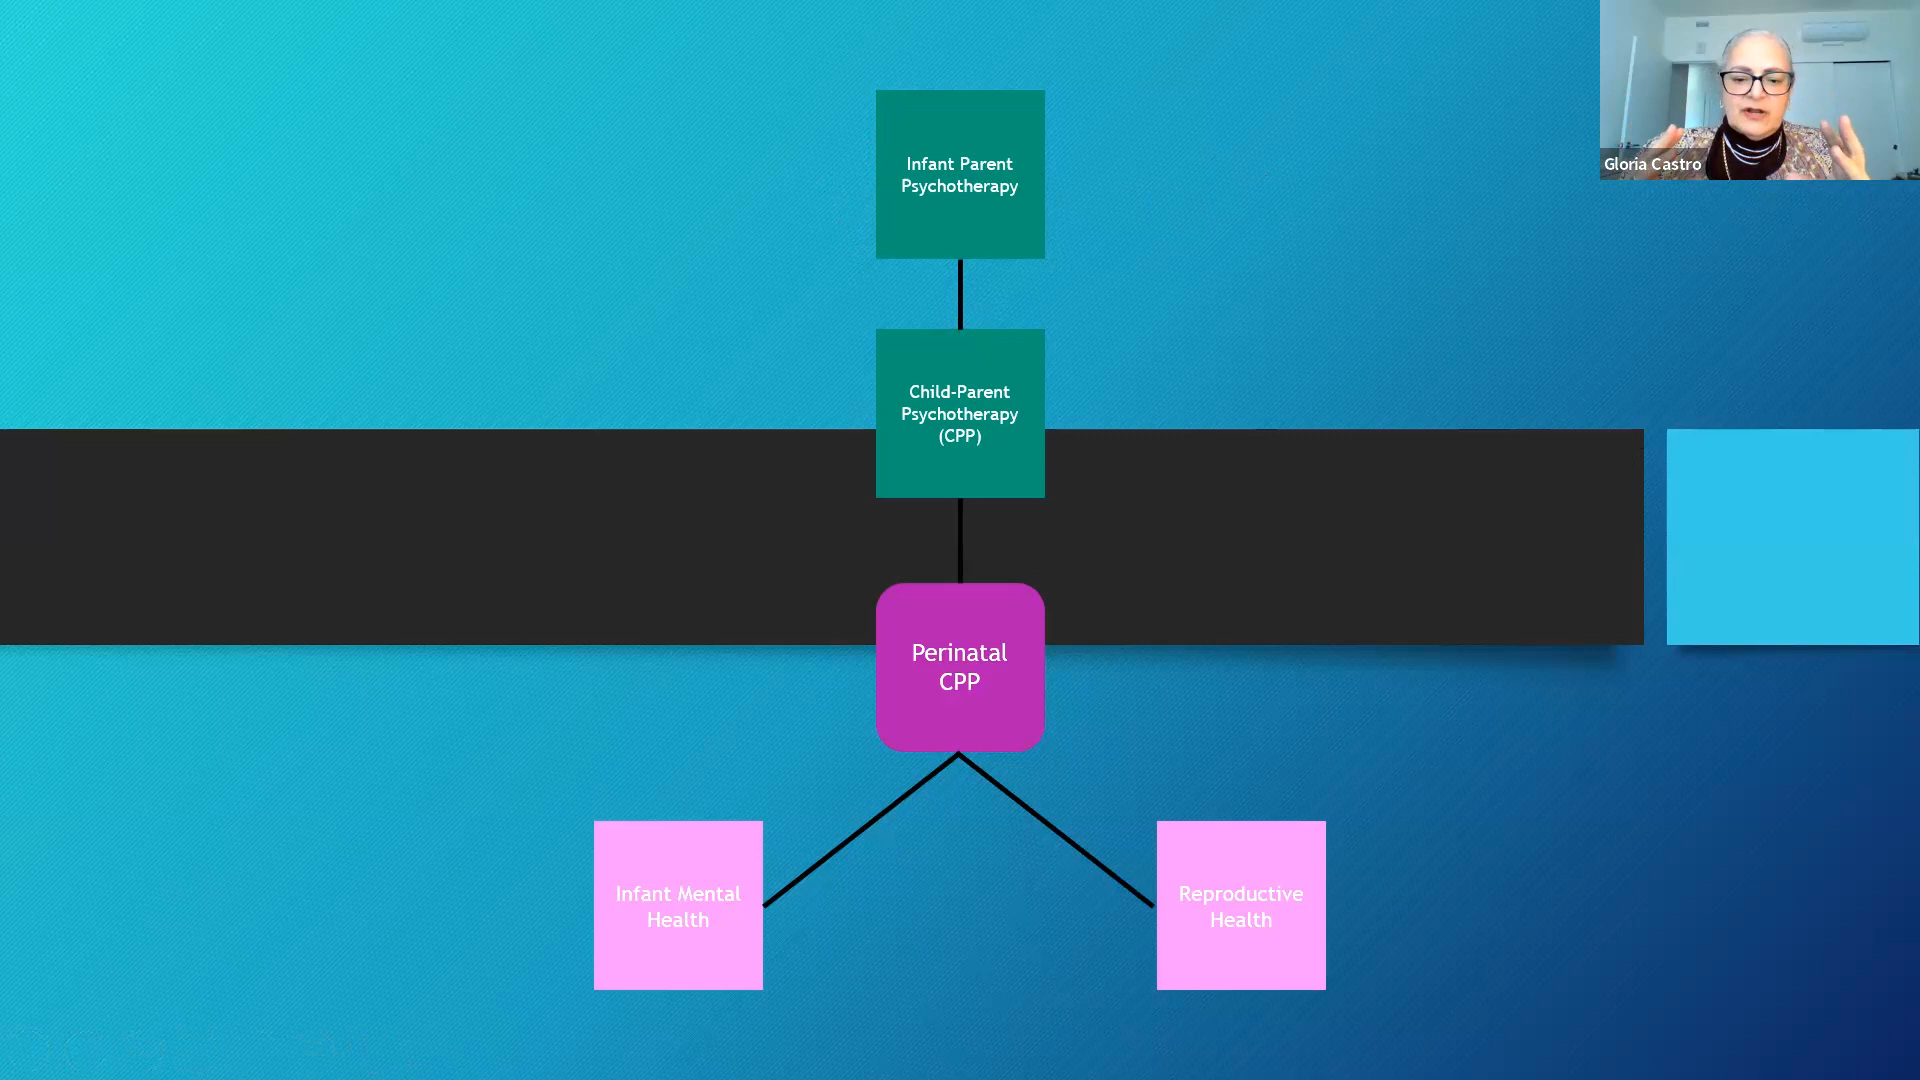 Infant Parent
Psychotherapy
Gloria Castro
Child-Parent
Psychotherapy
(CPP)
Perinatal
CPP
Infant Mental
Health
Reproductive
Health